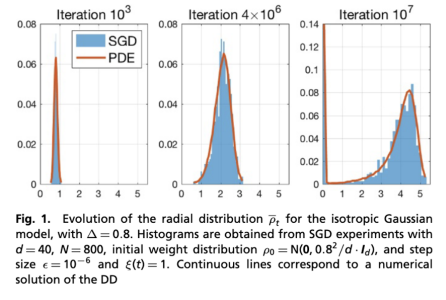 Iteration 10³ Iteration 4×10⁶ Iteration 10⁷
0.08 0.08 0.14
SGD
PDE
0.12
0.06 0.06
0.1
0.08
0.04 0.04
0.06
0.02 0.02 0.04
0.02
0 0 0
0 1 2 3 4 5 0 1 2 3 4 5 0 1 2 3 4 5
Fig. 1. Evolution of the radial distribution ρ̅ₜ for the isotropic Gaussian
model, with Δ = 0.8. Histograms are obtained from SGD experiments with
d = 40, N = 800, initial weight distribution ρ₀ = N(0, 0.8²/d · I_d), and step
size ε = 10⁻⁶ and ξ(t) = 1. Continuous lines correspond to a numerical
solution of the DD